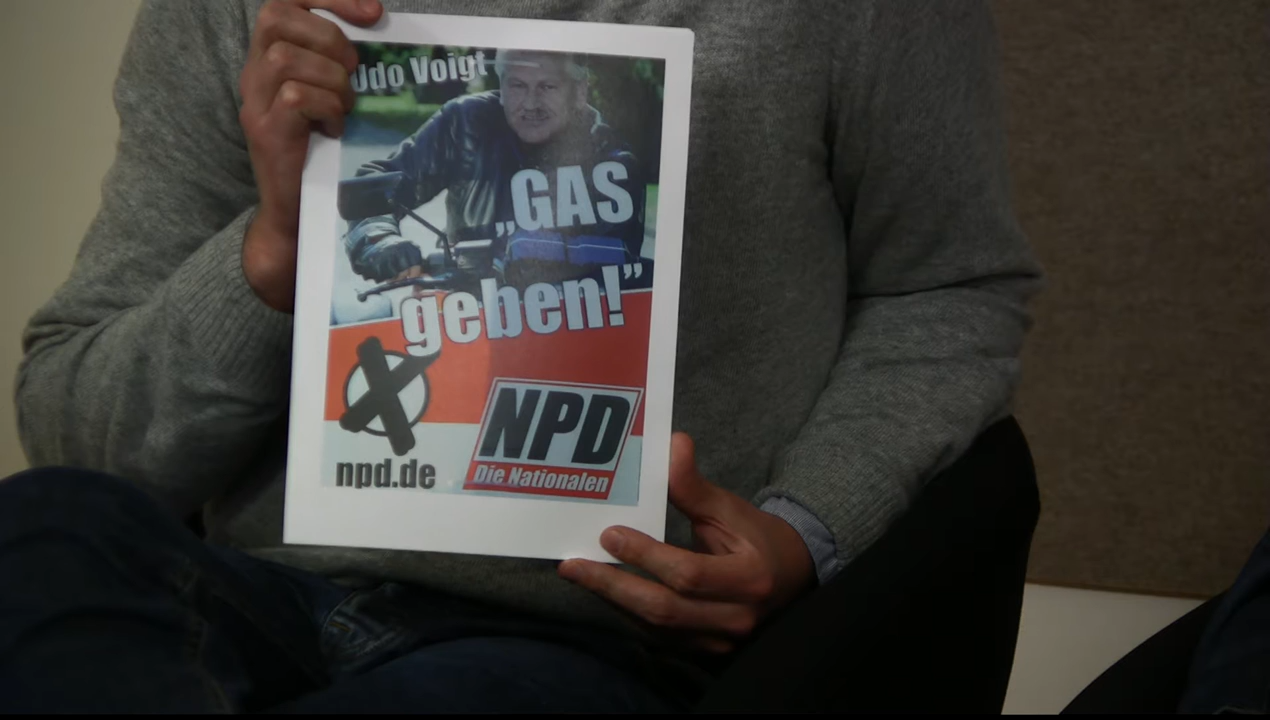 Udo Voigt
„GAS
geben!”
npd.de
NPD
Die Nationalen